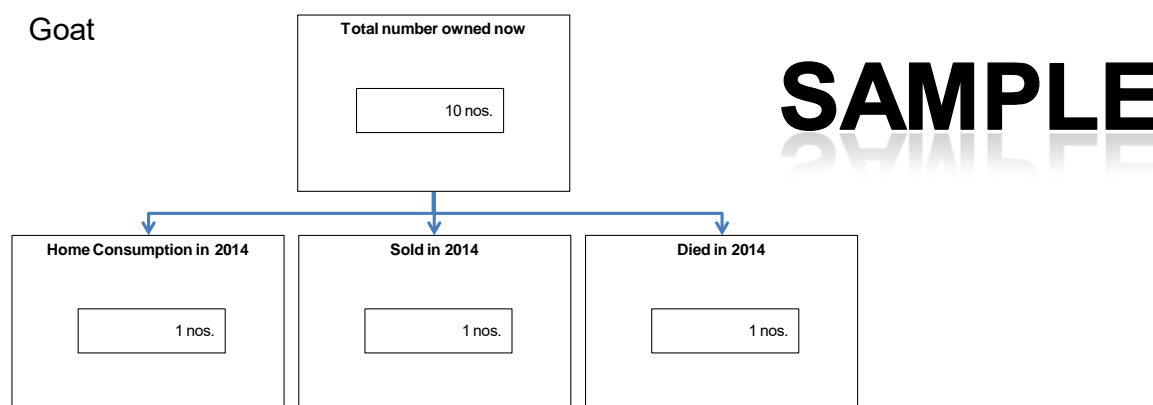 Goat
Total number owned now
10 nos.
SAMPLE
Home Consumption in 2014
Sold in 2014
Died in 2014
1 nos.
1 nos.
1 nos.